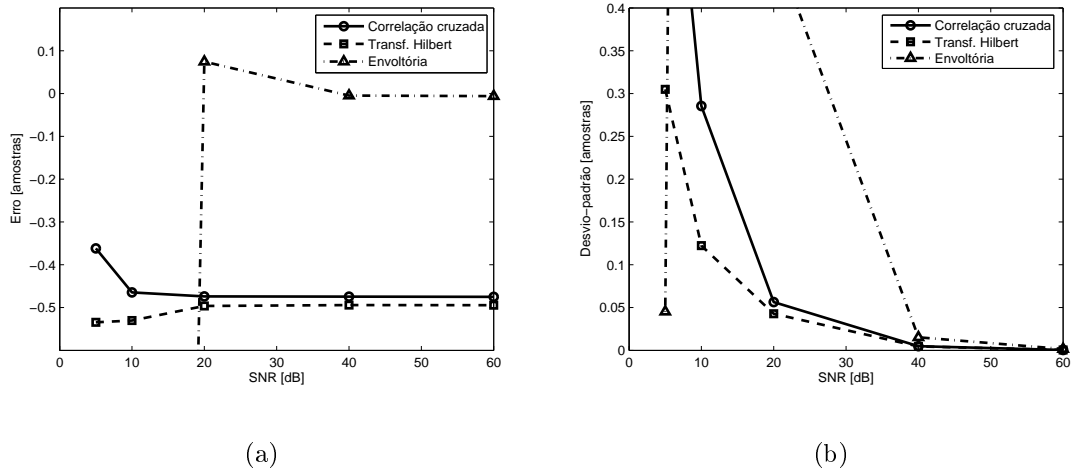 0.1
0
−0.1
−0.2
−0.3
−0.4
−0.5
0
10
20
30
40
50
60
SNR [dB]
Erro [amostras]
Correlação cruzada
Transf. Hilbert
Envoltória
(a)
0.4
0.35
0.3
0.25
0.2
0.15
0.1
0.05
0
0
10
20
30
40
50
60
SNR [dB]
Desvio−padrão [amostras]
Correlação cruzada
Transf. Hilbert
Envoltória
(b)